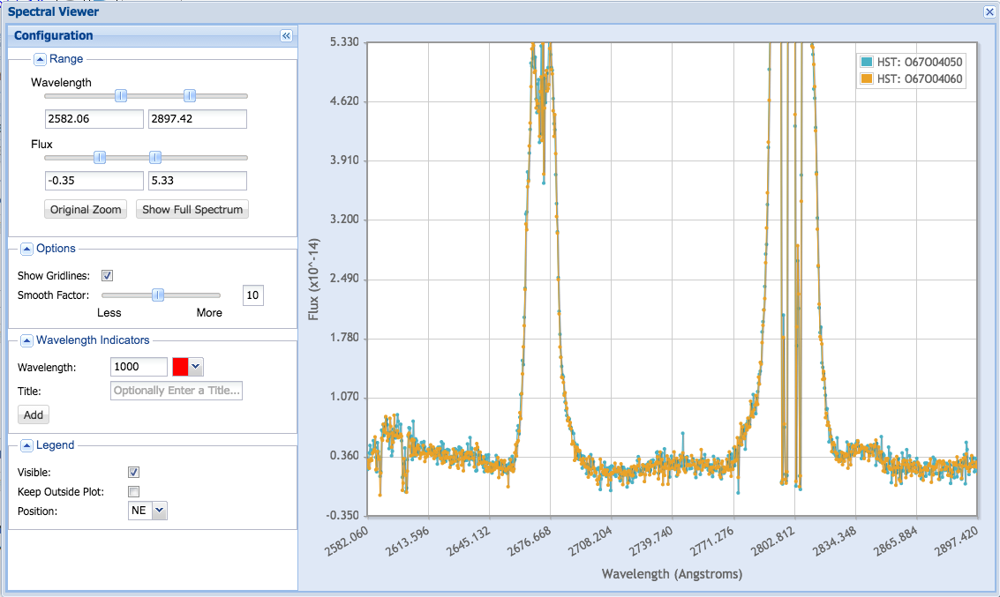 Spectral Viewer
Configuration
Range
Wavelength
2582.06 2897.42
Flux
-0.35 5.33
Original Zoom Show Full Spectrum
Options
Show Gridlines:
Smooth Factor: 10
Less More
Wavelength Indicators
Wavelength: 1000
Title: Optionally Enter a Title...
Add
Legend
Visible:
Keep Outside Plot:
Position: NE
5.330
4.620
3.910
3.200
2.490
1.780
1.070
0.360
-0.350
Flux (x10^-14)
HST: O67O04050
HST: O67O04060
2582.060 2613.596 2645.132 2676.668 2708.204 2739.740 2771.276 2802.812 2834.348 2865.884 2897.420
Wavelength (Angstroms)